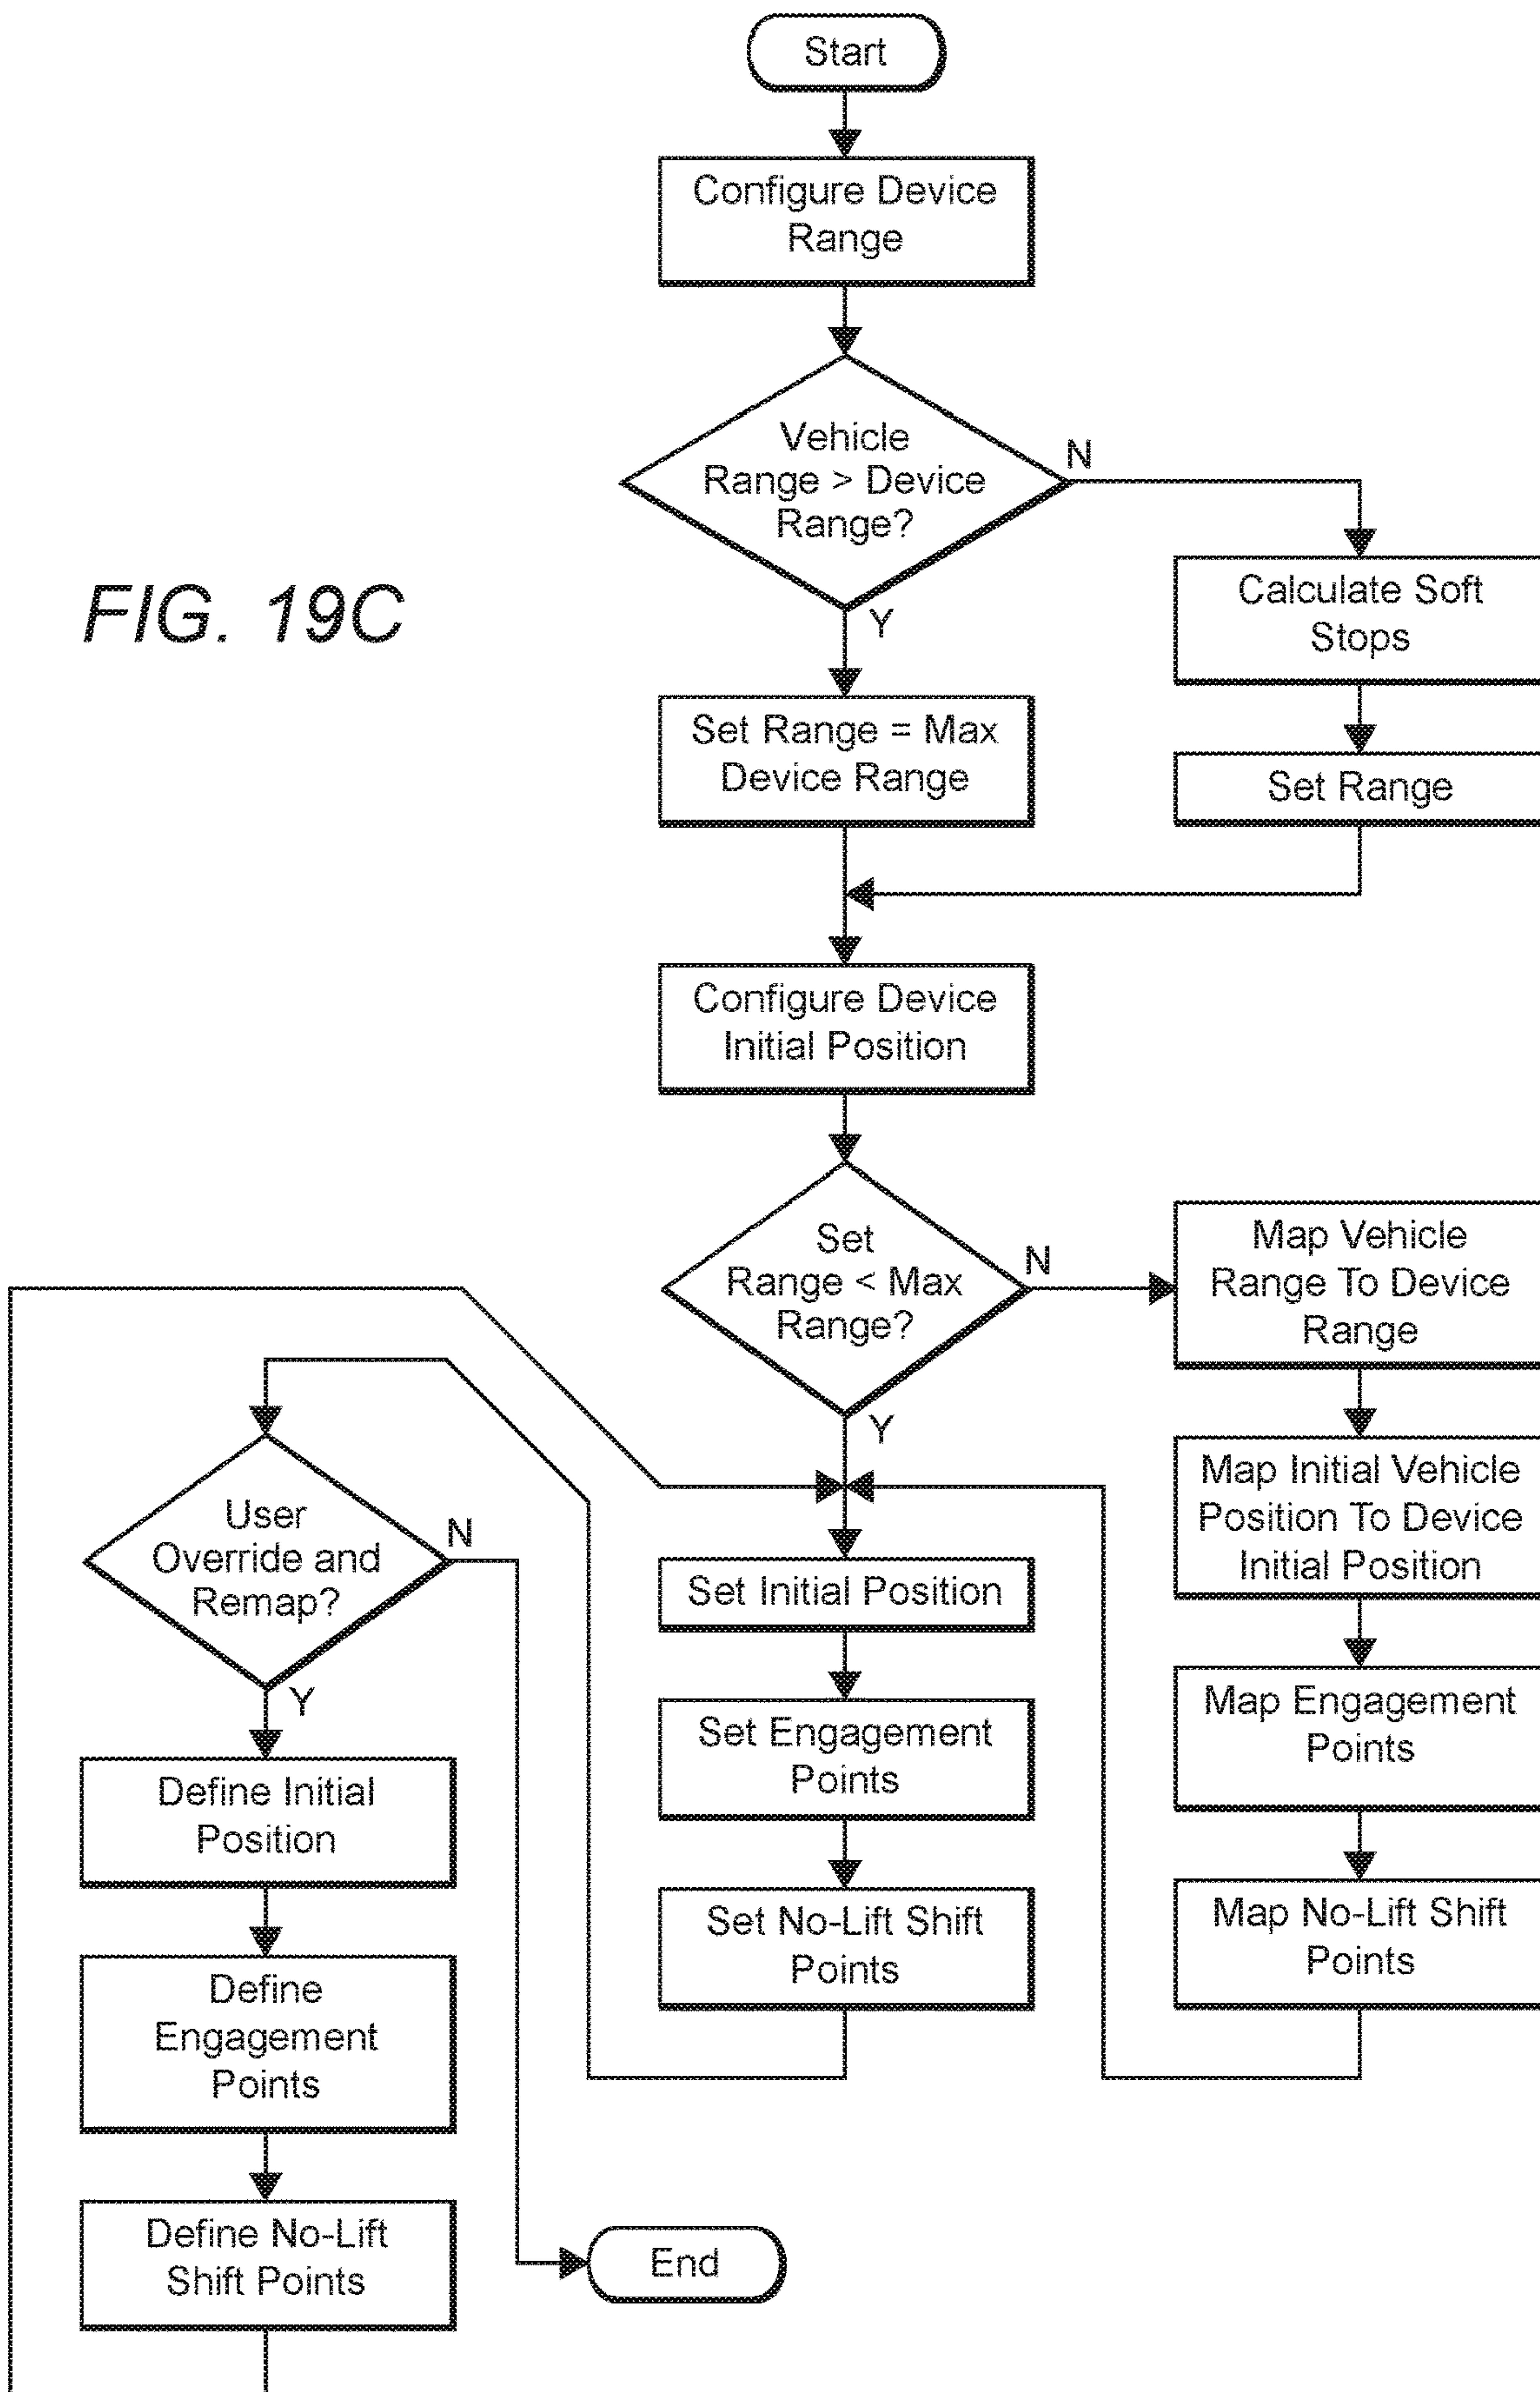 Start
Configure Device
Range
Vehicle
Range > Device
Range?
N
Y
Calculate Soft
Stops
FIG. 19C
Set Range = Max
Device Range
Set Range
Configure Device
Initial Position
Set
Range < Max
Range?
N
Y
Map Vehicle
Range To Device
Range
Map Initial Vehicle
Position To Device
Initial Position
Map Engagement
Points
Map No-Lift Shift
Points
Set Initial Position
Set Engagement
Points
Set No-Lift Shift
Points
User
Override and
Remap?
N
Y
Define Initial
Position
Define
Engagement
Points
Define No-Lift
Shift Points
End